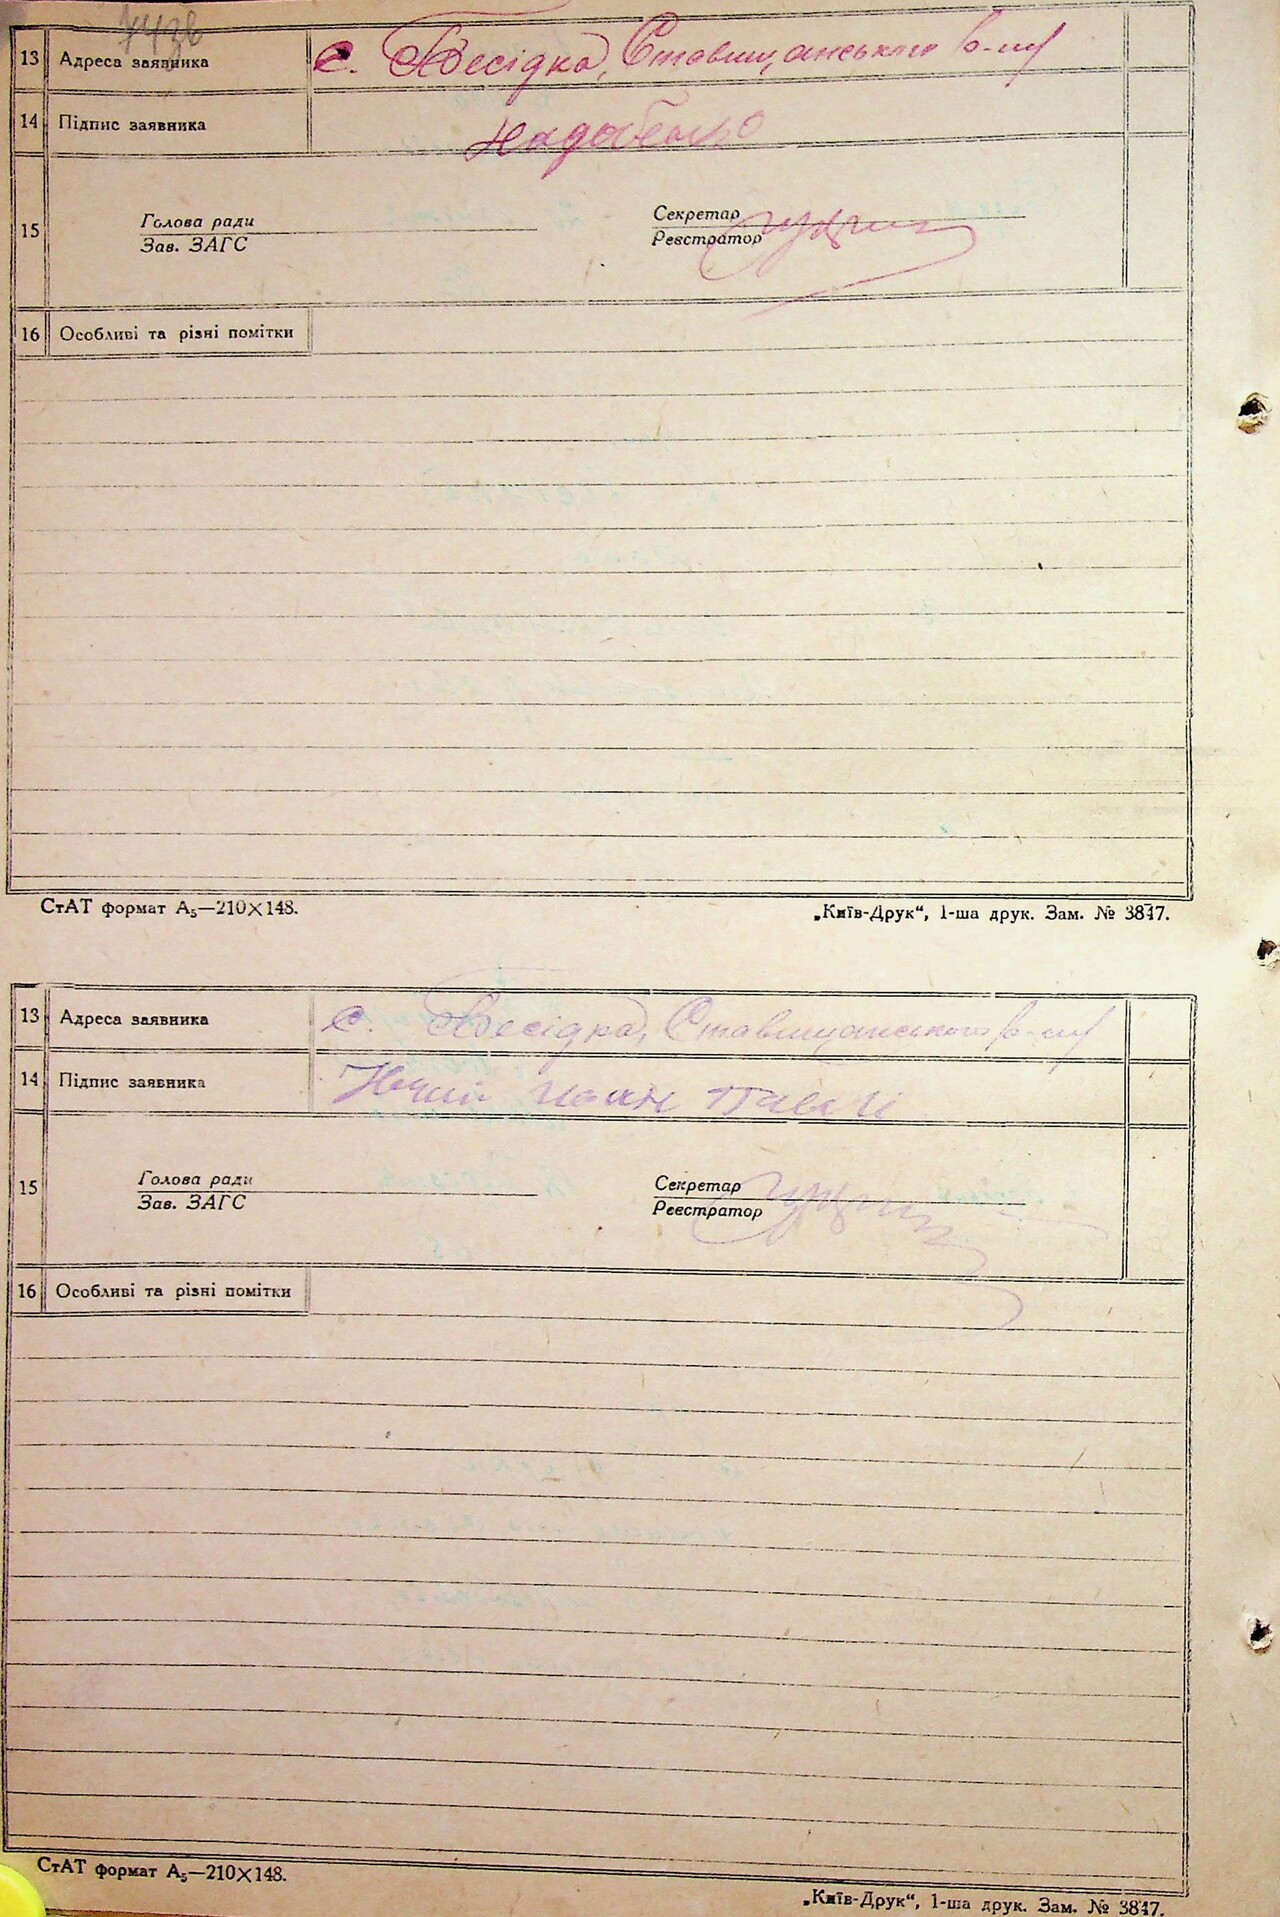 13 Адреса заявника с. Бесідка, Ставищанського р-ну
14 Підпис заявника
15 Голова ради Секретар
Зав. ЗАГС Реєстратор
16 Особливі та різні помітки
СтАТ формат А₅—210×148. „Київ-Друк“, 1-ша друк. Зам. № 3847.
13 Адреса заявника с. Бесідка, Ставищанського р-ну
14 Підпис заявника
15 Голова ради Секретар
Зав. ЗАГС Реєстратор
16 Особливі та різні помітки
СтАТ формат А₅—210×148.
„Київ-Друк“, 1-ша друк. Зам. № 3847.